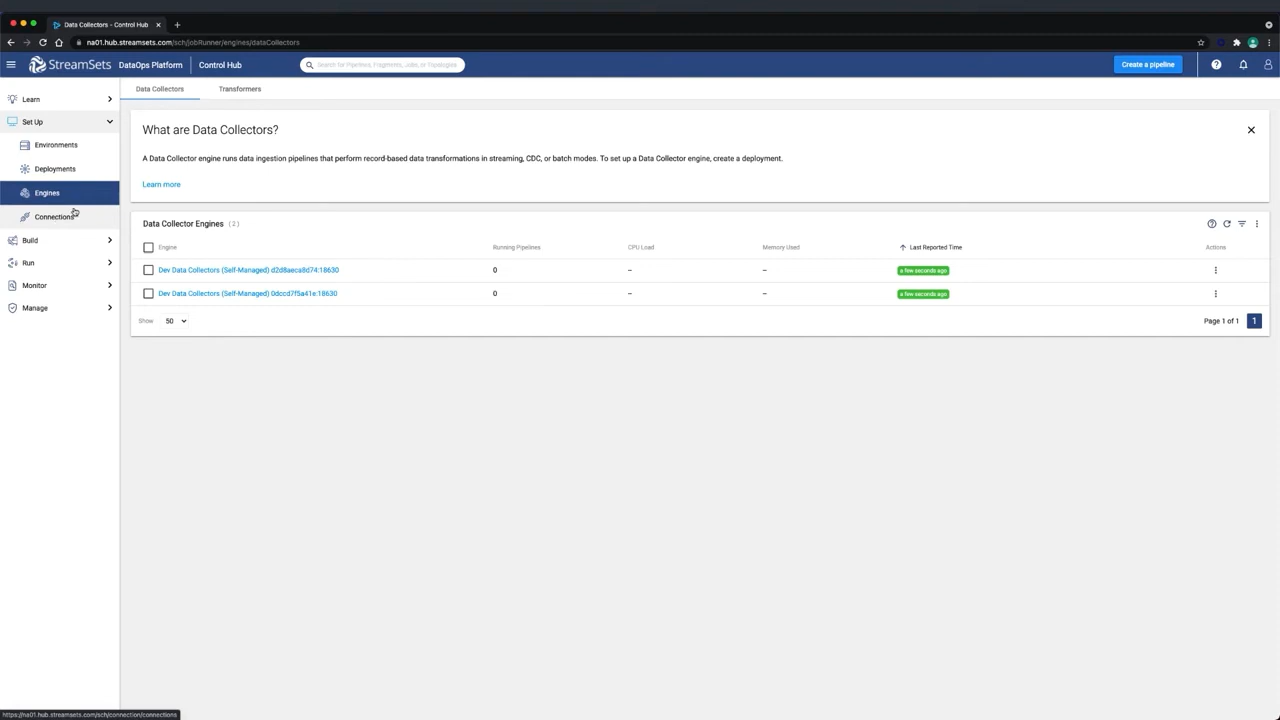 Data Collectors - Control Hub
na01.hub.streamsets.com/sch/jobRunner/engines/dataCollectors
StreamSets DataOps Platform Control Hub
Search for Pipelines, Fragments, Jobs, or Topologies
Create a pipeline
Learn
Set Up
Environments
Deployments
Engines
Connections
Build
Run
Monitor
Manage
Data Collectors Transformers
What are Data Collectors?
A Data Collector engine runs data ingestion pipelines that perform record-based data transformations in streaming, CDC, or batch modes. To set up a Data Collector engine, create a deployment.
Learn more
Data Collector Engines (2)
Engine Running Pipelines CPU Load Memory Used Last Reported Time Actions
Dev Data Collectors (Self-Managed) d2d8aeca8d74:18630 0 -- -- a few seconds ago
Dev Data Collectors (Self-Managed) 0dccd7f5a41e:18630 0 -- -- a few seconds ago
Show 50 Page 1 of 1 1
https://na01.hub.streamsets.com/sch/connection/connections